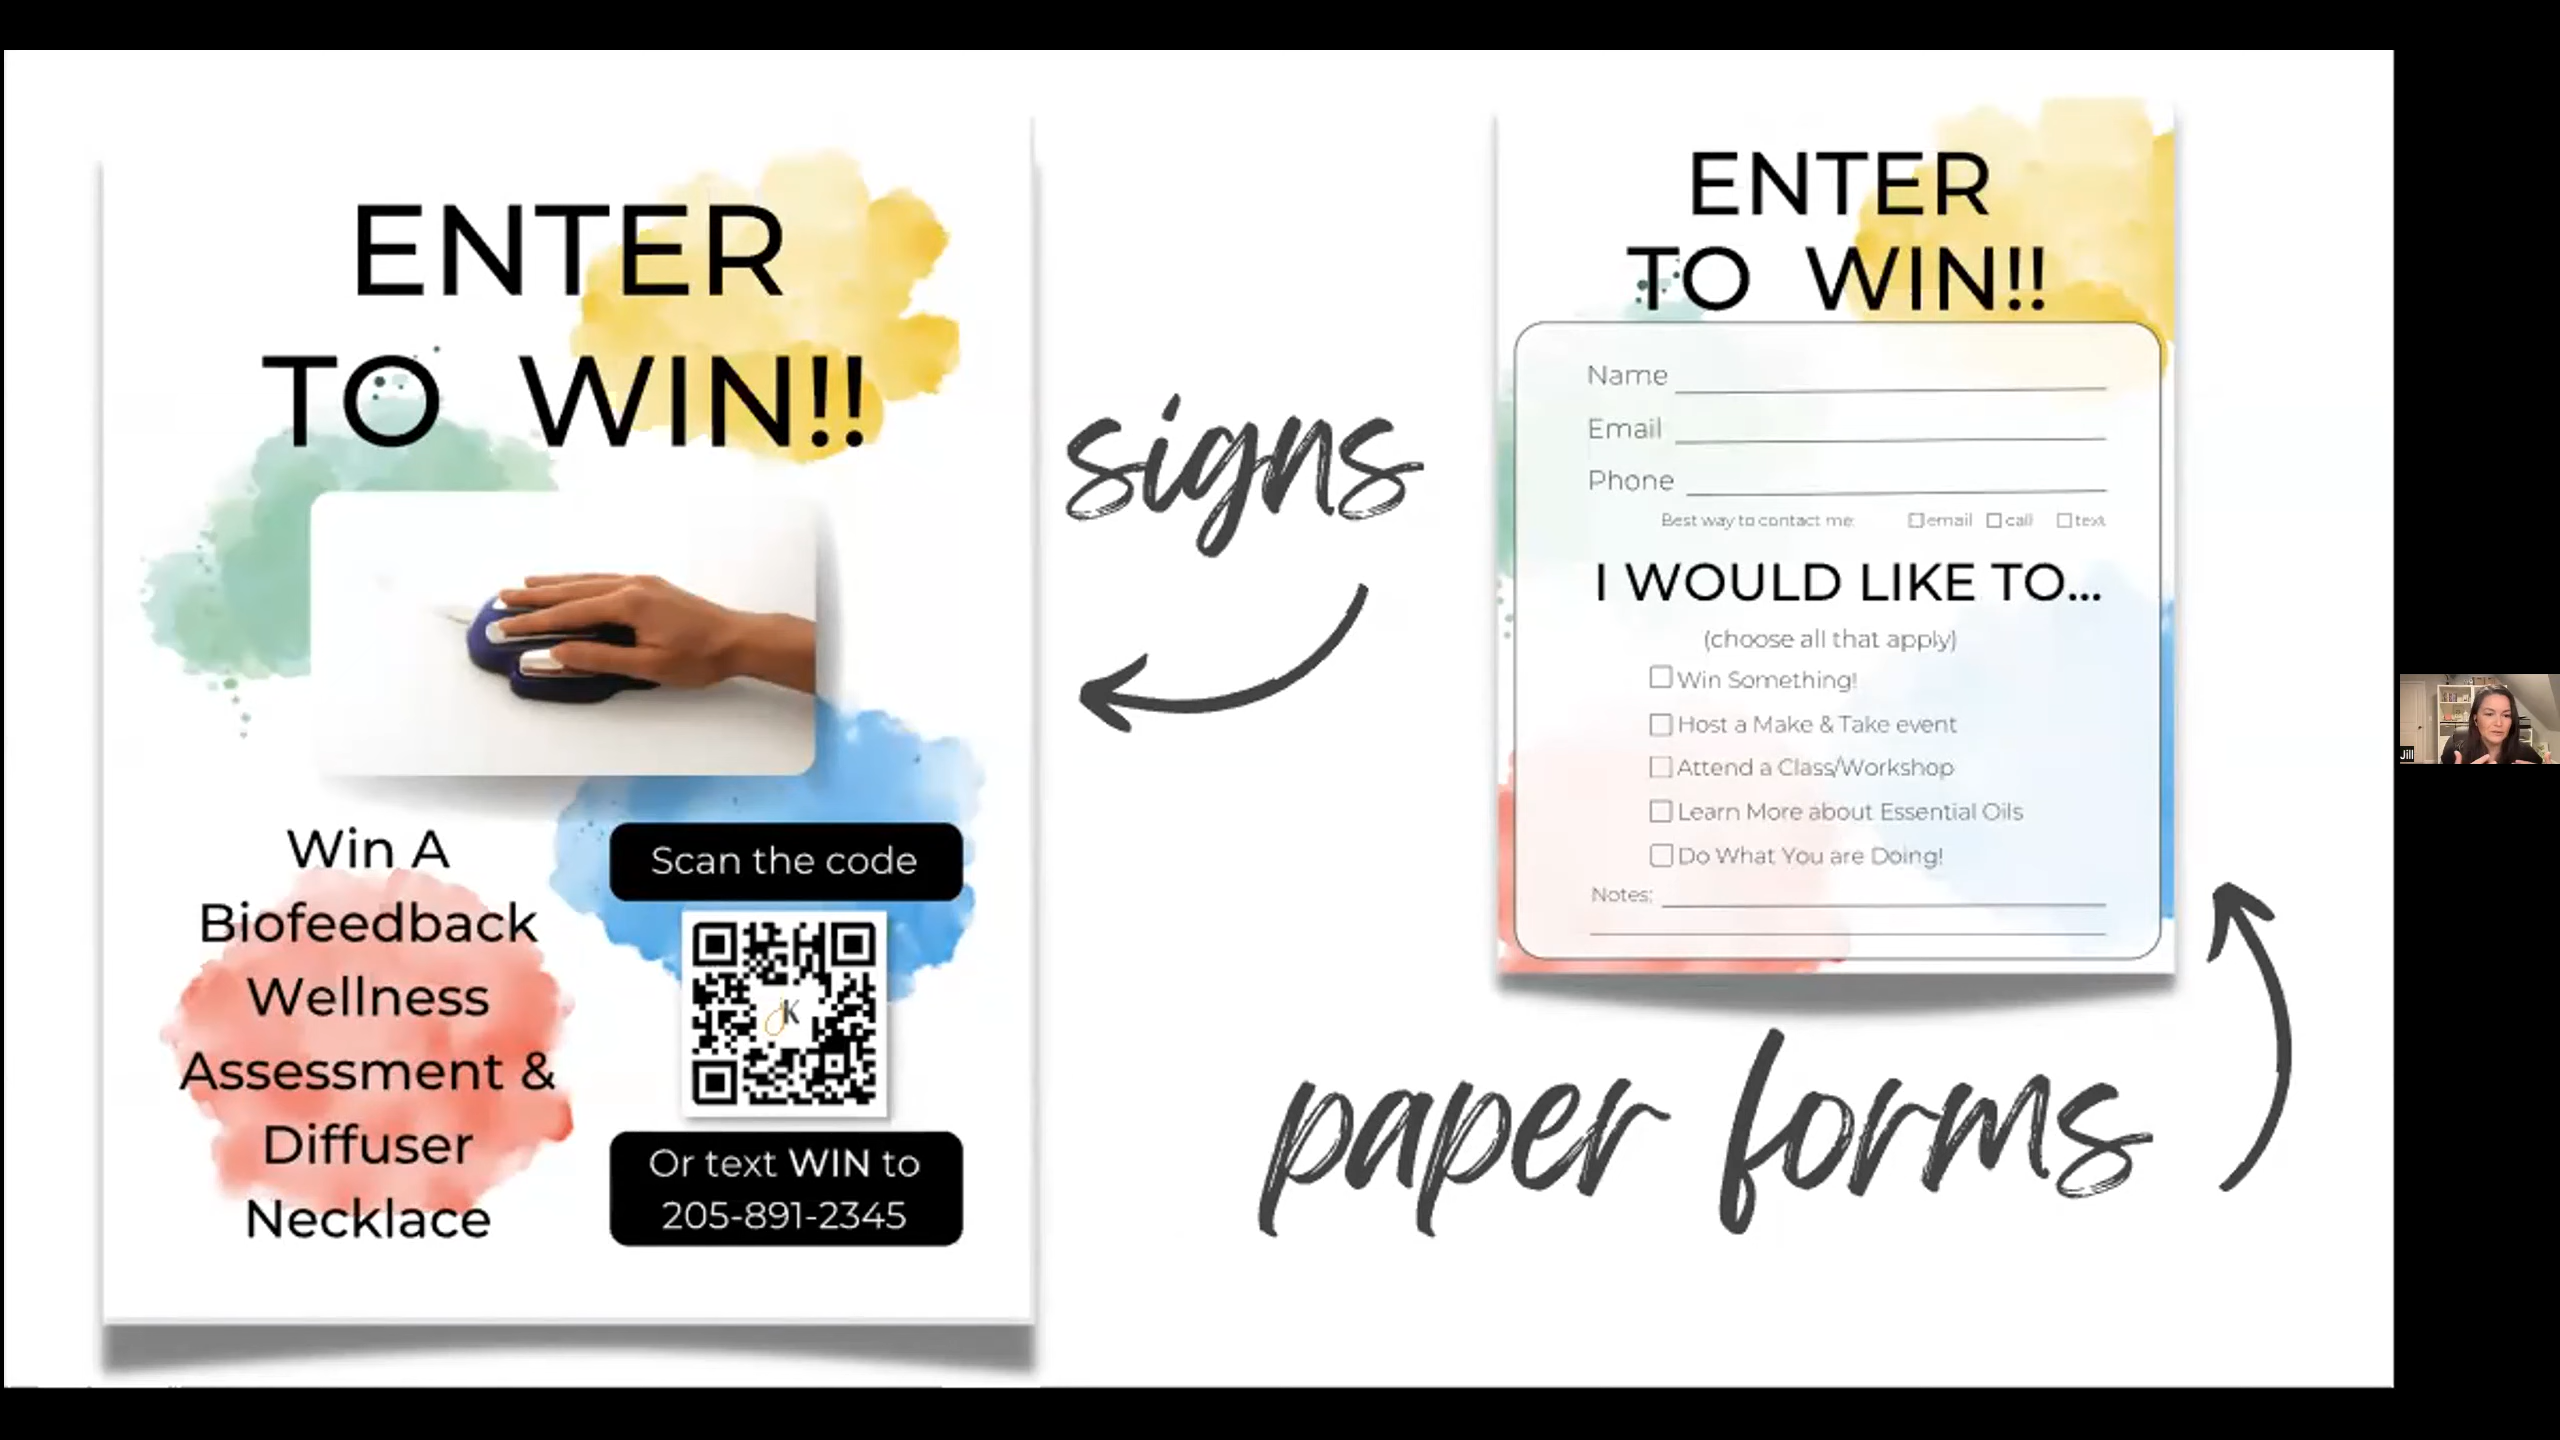 ENTER
TO WIN!!
Win A
Biofeedback
Wellness
Assessment &
Diffuser
Necklace
Scan the code
JK
Or text WIN to
205-891-2345
signs
ENTER
TO WIN!!
Name
Email
Phone
Best way to contact me: email call text
I WOULD LIKE TO...
(choose all that apply)
Win Something!
Host a Make & Take event
Attend a Class/Workshop
Learn More about Essential Oils
Do What You are Doing!
Notes:
paper forms
Jill